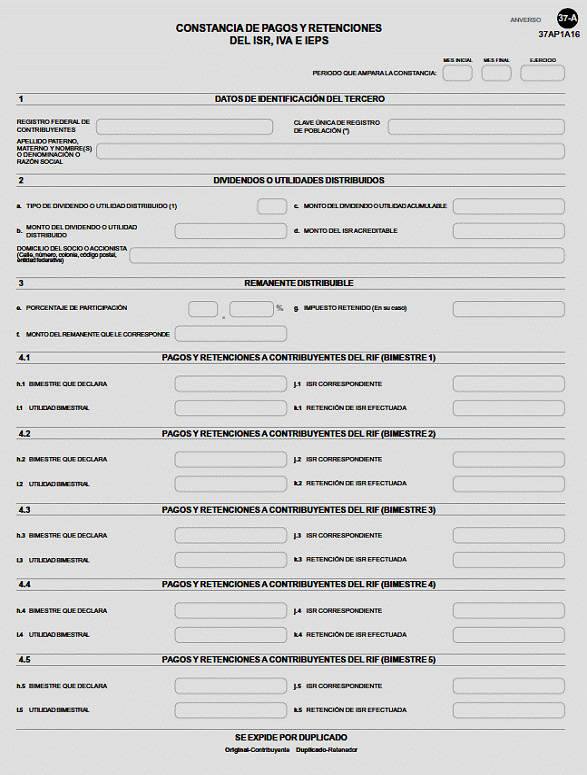 ANVERSO 37-A
37AP1A16
CONSTANCIA DE PAGOS Y RETENCIONES
DEL ISR, IVA E IEPS
MES INICIAL MES FINAL EJERCICIO
PERIODO QUE AMPARA LA CONSTANCIA:
1 DATOS DE IDENTIFICACIÓN DEL TERCERO
REGISTRO FEDERAL DE
CONTRIBUYENTES
CLAVE ÚNICA DE REGISTRO
DE POBLACIÓN (*)
APELLIDO PATERNO,
MATERNO Y NOMBRE(S)
O DENOMINACIÓN O
RAZÓN SOCIAL
2 DIVIDENDOS O UTILIDADES DISTRIBUIDOS
a. TIPO DE DIVIDENDO O UTILIDAD DISTRIBUIDO (1)
c. MONTO DEL DIVIDENDO O UTILIDAD ACUMULABLE
b. MONTO DEL DIVIDENDO O UTILIDAD
DISTRIBUIDO
d. MONTO DEL ISR ACREDITABLE
DOMICILIO DEL SOCIO O ACCIONISTA
(Calle, número, colonia, código postal,
entidad federativa)
3 REMANENTE DISTRIBUIBLE
e. PORCENTAJE DE PARTICIPACIÓN . %
g. IMPUESTO RETENIDO (En su caso)
f. MONTO DEL REMANENTE QUE LE CORRESPONDE
4.1 PAGOS Y RETENCIONES A CONTRIBUYENTES DEL RIF (BIMESTRE 1)
h.1 BIMESTRE QUE DECLARA
j.1 ISR CORRESPONDIENTE
i.1 UTILIDAD BIMESTRAL
k.1 RETENCIÓN DE ISR EFECTUADA
4.2 PAGOS Y RETENCIONES A CONTRIBUYENTES DEL RIF (BIMESTRE 2)
h.2 BIMESTRE QUE DECLARA
j.2 ISR CORRESPONDIENTE
i.2 UTILIDAD BIMESTRAL
k.2 RETENCIÓN DE ISR EFECTUADA
4.3 PAGOS Y RETENCIONES A CONTRIBUYENTES DEL RIF (BIMESTRE 3)
h.3 BIMESTRE QUE DECLARA
j.3 ISR CORRESPONDIENTE
i.3 UTILIDAD BIMESTRAL
k.3 RETENCIÓN DE ISR EFECTUADA
4.4 PAGOS Y RETENCIONES A CONTRIBUYENTES DEL RIF (BIMESTRE 4)
h.4 BIMESTRE QUE DECLARA
j.4 ISR CORRESPONDIENTE
i.4 UTILIDAD BIMESTRAL
k.4 RETENCIÓN DE ISR EFECTUADA
4.5 PAGOS Y RETENCIONES A CONTRIBUYENTES DEL RIF (BIMESTRE 5)
h.5 BIMESTRE QUE DECLARA
j.5 ISR CORRESPONDIENTE
i.5 UTILIDAD BIMESTRAL
k.5 RETENCIÓN DE ISR EFECTUADA
SE EXPIDE POR DUPLICADO
Original-Contribuyente Duplicado-Retenedor